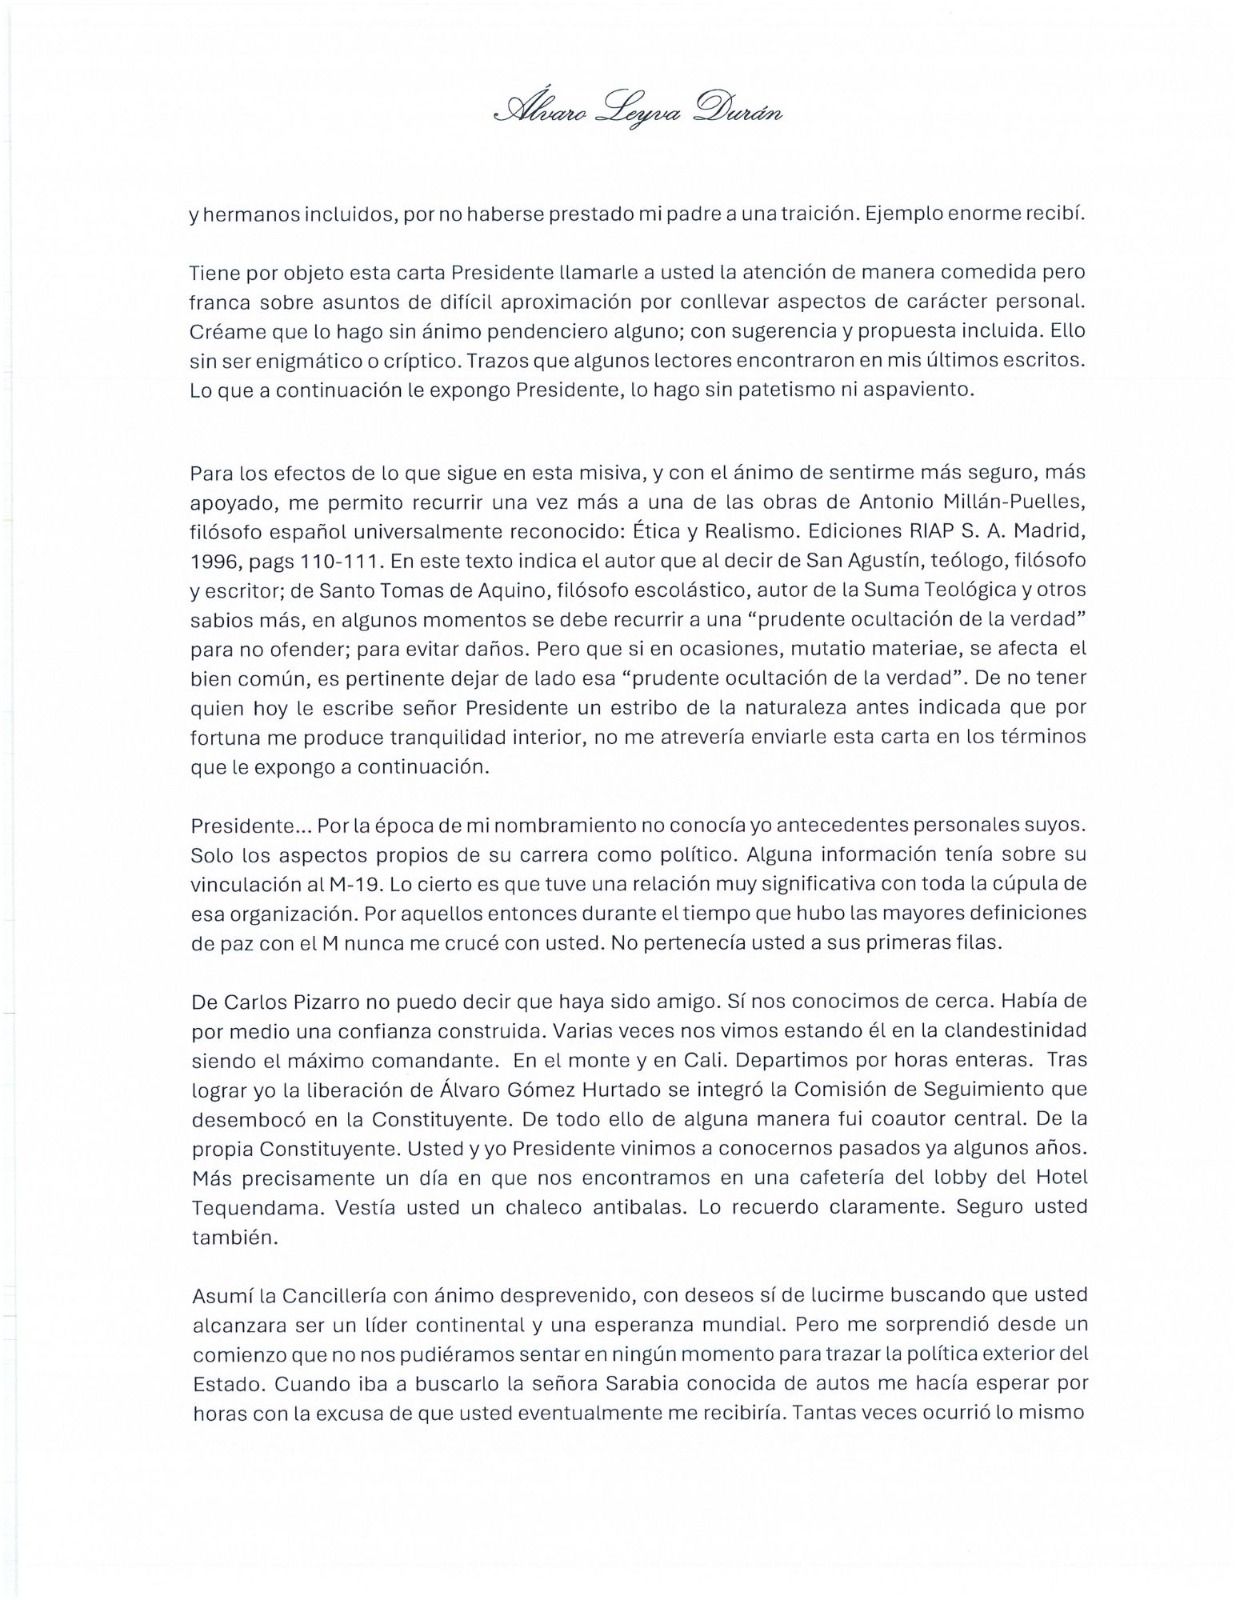 Álvaro Leyva Durán
y hermanos incluidos, por no haberse prestado mi padre a una traición. Ejemplo enorme recibí.
Tiene por objeto esta carta Presidente llamarle a usted la atención de manera comedida pero
franca sobre asuntos de difícil aproximación por conllevar aspectos de carácter personal.
Créame que lo hago sin ánimo pendenciero alguno; con sugerencia y propuesta incluida. Ello
sin ser enigmático o críptico. Trazos que algunos lectores encontraron en mis últimos escritos.
Lo que a continuación le expongo Presidente, lo hago sin patetismo ni aspaviento.
Para los efectos de lo que sigue en esta misiva, y con el ánimo de sentirme más seguro, más
apoyado, me permito recurrir una vez más a una de las obras de Antonio Millán-Puelles,
filósofo español universalmente reconocido: Ética y Realismo. Ediciones RIAP S. A. Madrid,
1996, pags 110-111. En este texto indica el autor que al decir de San Agustín, teólogo, filósofo
y escritor; de Santo Tomas de Aquino, filósofo escolástico, autor de la Suma Teológica y otros
sabios más, en algunos momentos se debe recurrir a una “prudente ocultación de la verdad”
para no ofender; para evitar daños. Pero que si en ocasiones, mutatio materiae, se afecta el
bien común, es pertinente dejar de lado esa “prudente ocultación de la verdad”. De no tener
quien hoy le escribe señor Presidente un estribo de la naturaleza antes indicada que por
fortuna me produce tranquilidad interior, no me atrevería enviarle esta carta en los términos
que le expongo a continuación.
Presidente... Por la época de mi nombramiento no conocía yo antecedentes personales suyos.
Solo los aspectos propios de su carrera como político. Alguna información tenía sobre su
vinculación al M-19. Lo cierto es que tuve una relación muy significativa con toda la cúpula de
esa organización. Por aquellos entonces durante el tiempo que hubo las mayores definiciones
de paz con el M nunca me crucé con usted. No pertenecía usted a sus primeras filas.
De Carlos Pizarro no puedo decir que haya sido amigo. Sí nos conocimos de cerca. Había de
por medio una confianza construida. Varias veces nos vimos estando él en la clandestinidad
siendo el máximo comandante. En el monte y en Cali. Departimos por horas enteras. Tras
lograr yo la liberación de Álvaro Gómez Hurtado se integró la Comisión de Seguimiento que
desembocó en la Constituyente. De todo ello de alguna manera fui coautor central. De la
propia Constituyente. Usted y yo Presidente vinimos a conocernos pasados ya algunos años.
Más precisamente un día en que nos encontramos en una cafetería del lobby del Hotel
Tequendama. Vestía usted un chaleco antibalas. Lo recuerdo claramente. Seguro usted
también.
Asumí la Cancillería con ánimo desprevenido, con deseos sí de lucirme buscando que usted
alcanzara ser un líder continental y una esperanza mundial. Pero me sorprendió desde un
comienzo que no nos pudiéramos sentar en ningún momento para trazar la política exterior del
Estado. Cuando iba a buscarlo la señora Sarabia conocida de autos me hacía esperar por
horas con la excusa de que usted eventualmente me recibiría. Tantas veces ocurrió lo mismo